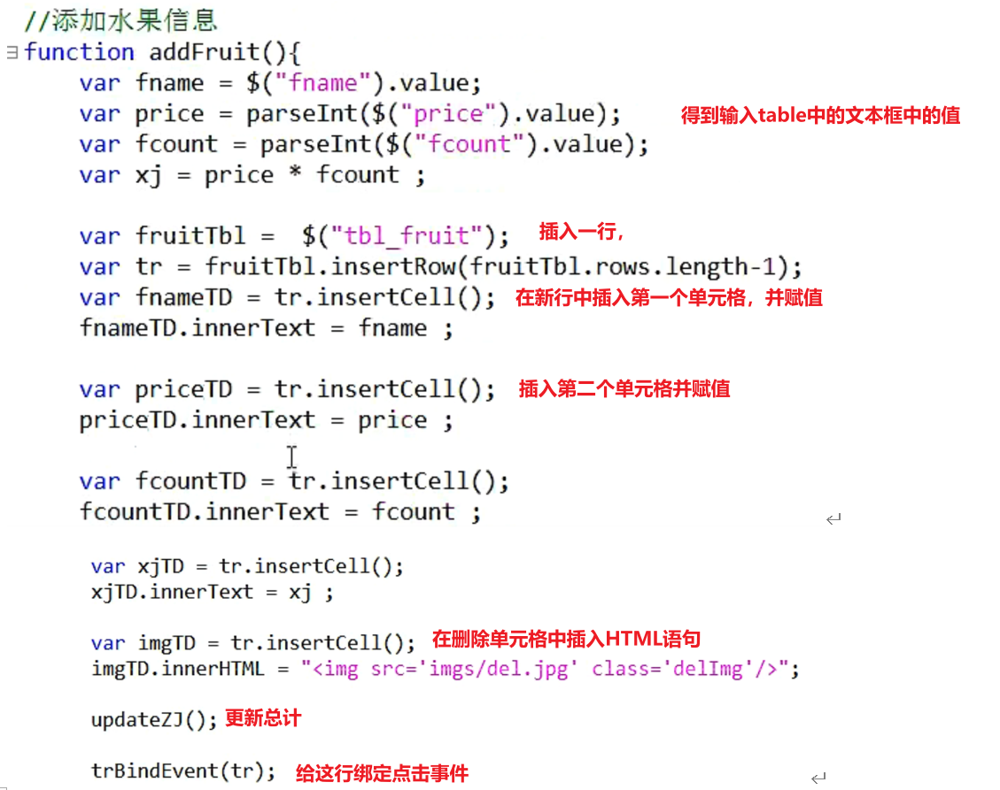 //添加水果信息
function addFruit(){
var fname = $("fname").value;
var price = parseInt($("price").value); 得到输入table中的文本框中的值
var fcount = parseInt($("fcount").value);
var xj = price * fcount ;
var fruitTbl =  $("tbl_fruit"); 插入一行，
var tr = fruitTbl.insertRow(fruitTbl.rows.length-1);
var fnameTD = tr.insertCell(); 在新行中插入第一个单元格，并赋值
fnameTD.innerText = fname ;
var priceTD = tr.insertCell(); 插入第二个单元格并赋值
priceTD.innerText = price ;
var fcountTD = tr.insertCell();
fcountTD.innerText = fcount ;
var xjTD = tr.insertCell();
xjTD.innerText = xj ;
var imgTD = tr.insertCell(); 在删除单元格中插入HTML语句
imgTD.innerHTML = "<img src='imgs/del.jpg' class='delImg'/>";
updateZJ(); 更新总计
trBindEvent(tr); 给这行绑定点击事件